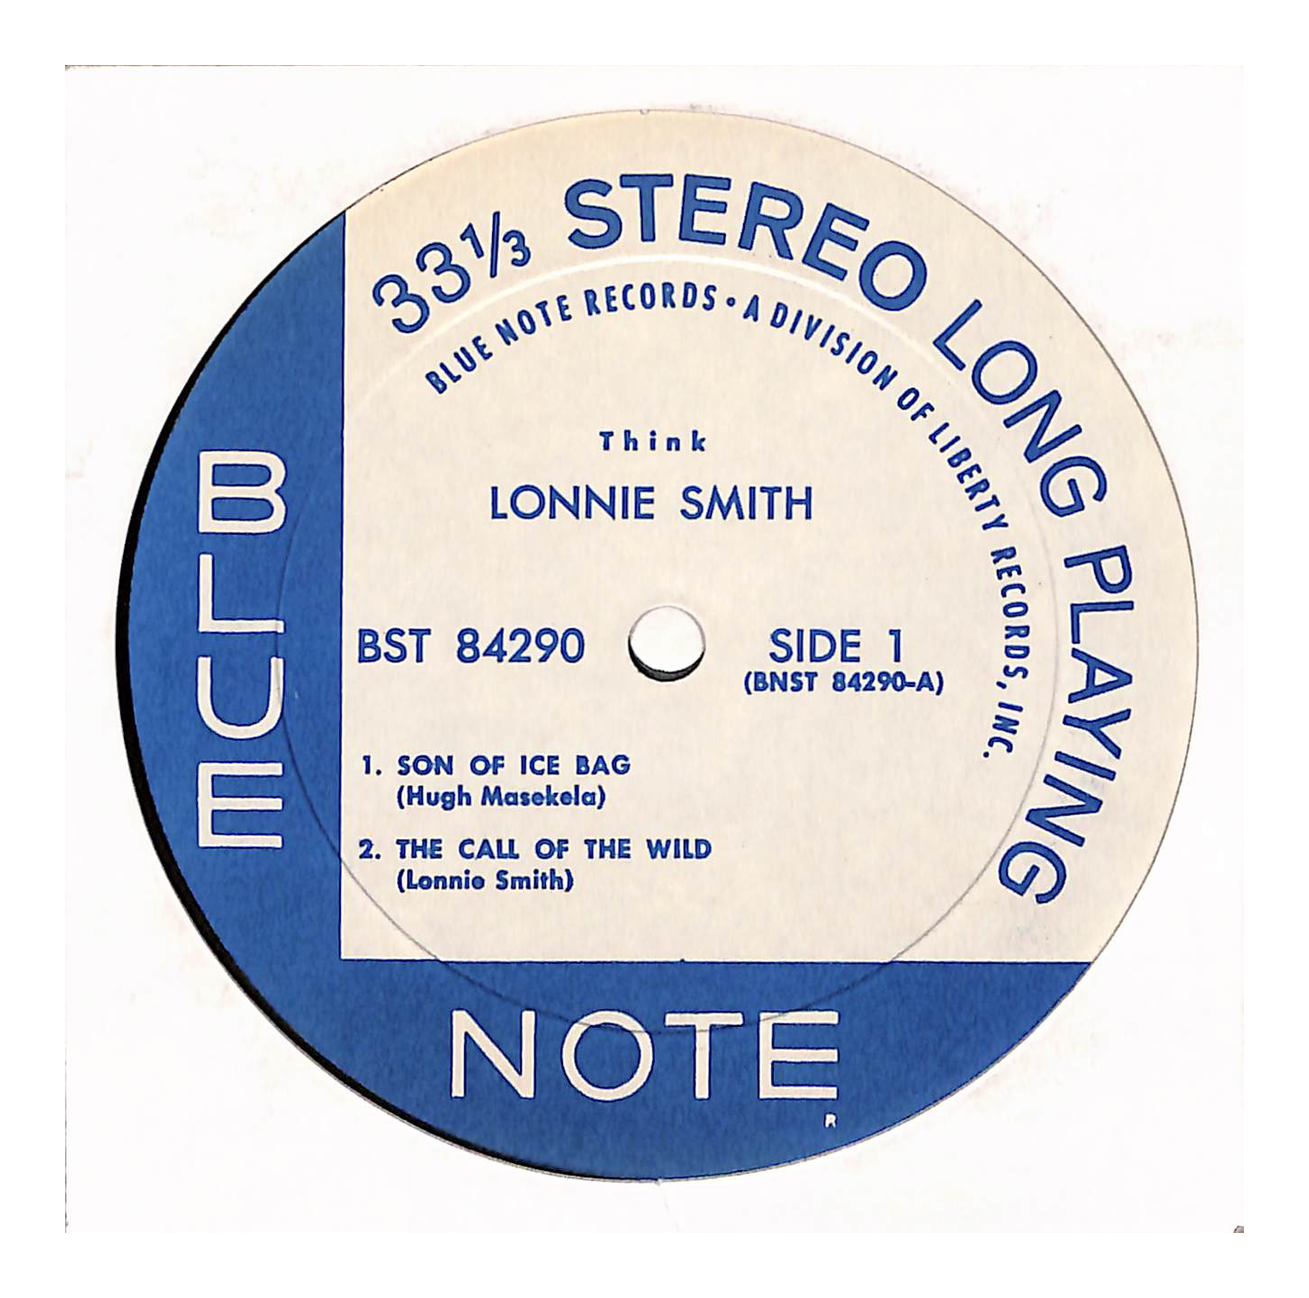 33⅓ STEREO LONG PLAYING
BLUE NOTE RECORDS • A DIVISION OF LIBERTY RECORDS, INC.
Think
LONNIE SMITH
BST 84290
SIDE 1
(BNST 84290-A)
1. SON OF ICE BAG
(Hugh Masekela)
2. THE CALL OF THE WILD
(Lonnie Smith)
BLUE
NOTE
R